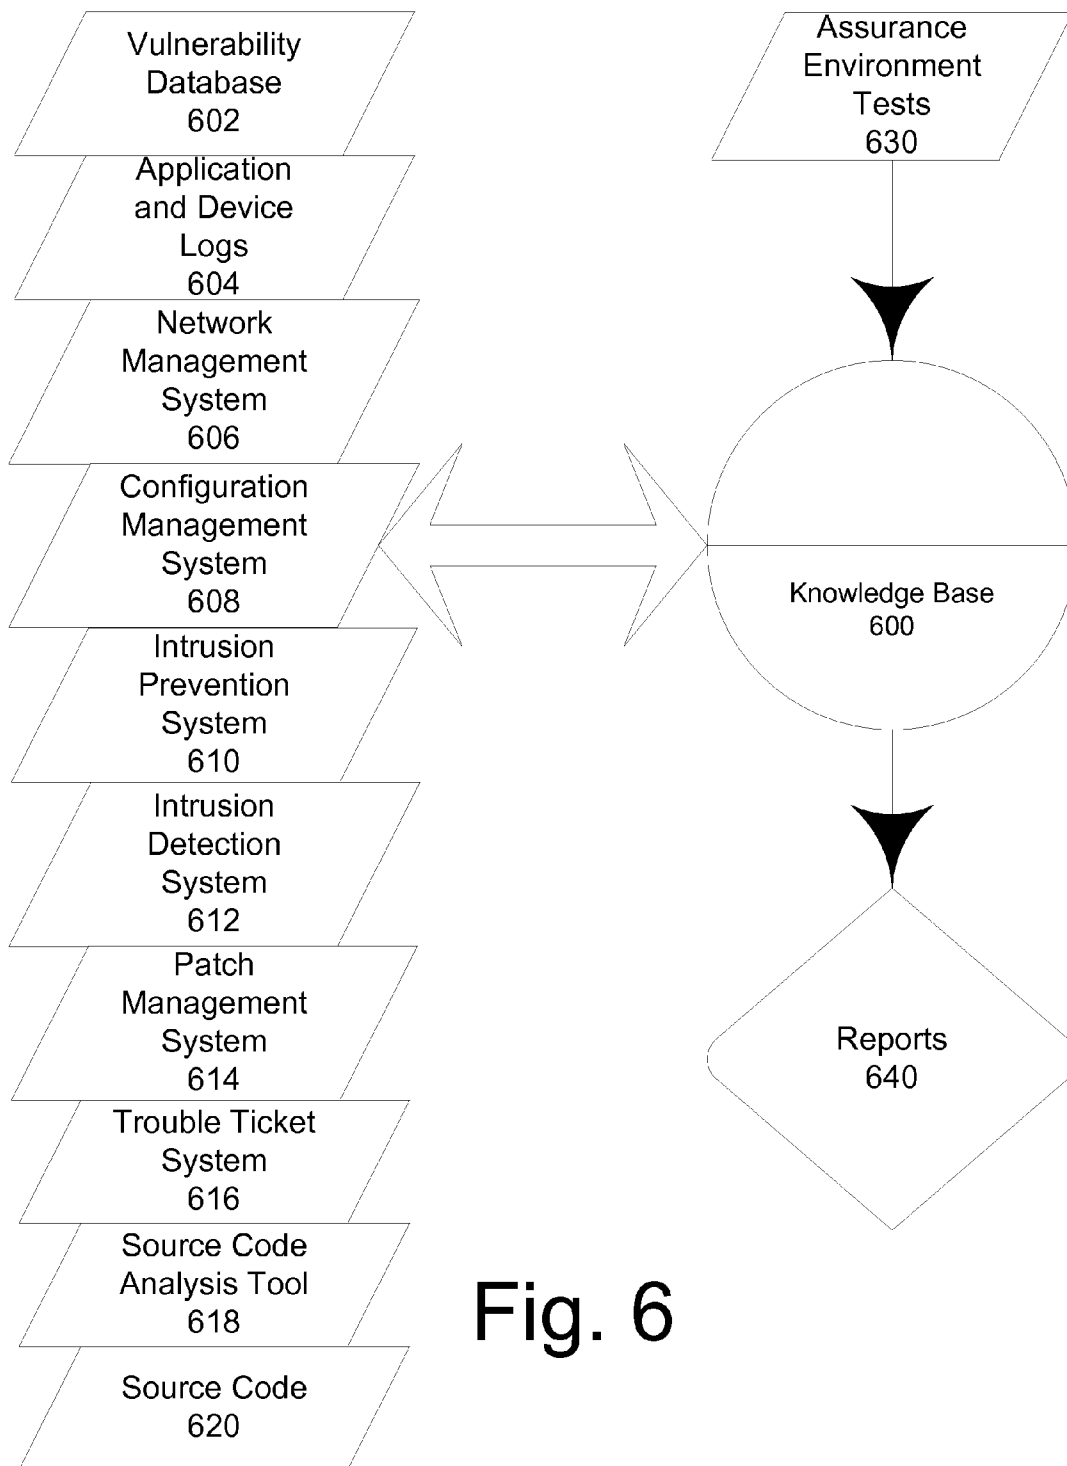 Vulnerability
Database
602
Application
and Device
Logs
604
Network
Management
System
606
Configuration
Management
System
608
Intrusion
Prevention
System
610
Intrusion
Detection
System
612
Patch
Management
System
614
Trouble Ticket
System
616
Source Code
Analysis Tool
618
Source Code
620
Assurance
Environment
Tests
630
Knowledge Base
600
Reports
640
Fig. 6